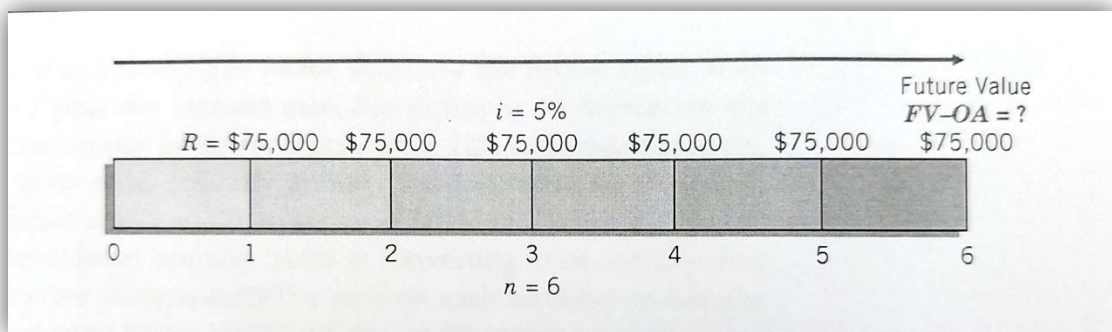 Future Value
i = 5%
FV–OA = ?
R = $75,000 $75,000 $75,000 $75,000 $75,000 $75,000
0 1 2 3 4 5 6
n = 6